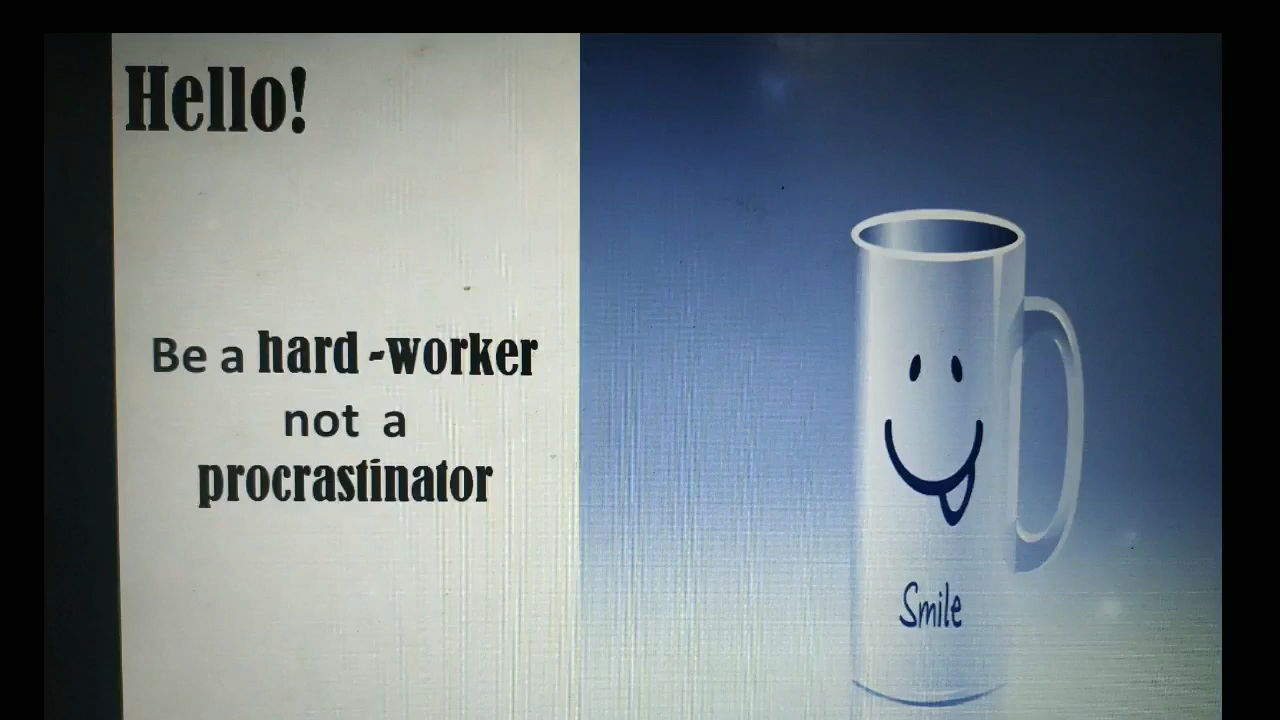 Hello!
Be a hard -worker
not a
procrastinator
Smile